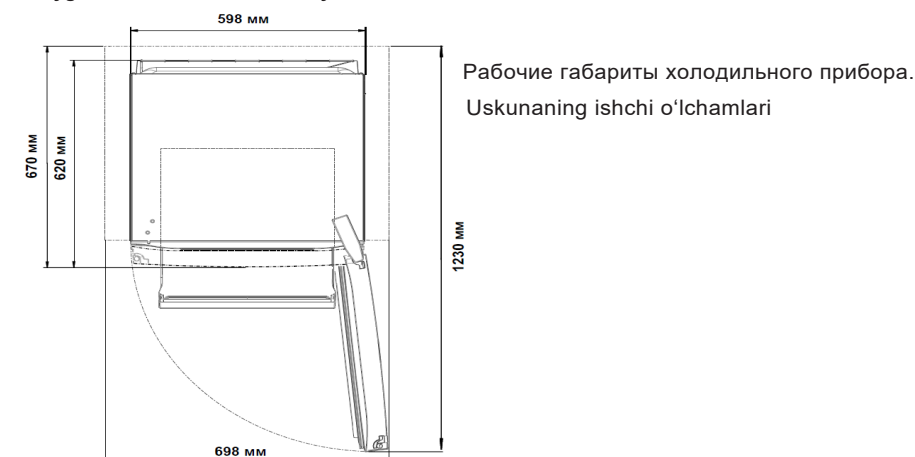 598 мм
Рабочие габариты холодильного прибора.
Uskunaning ishchi o‘lchamlari
670 мм
620 мм
1230 мм
698 мм